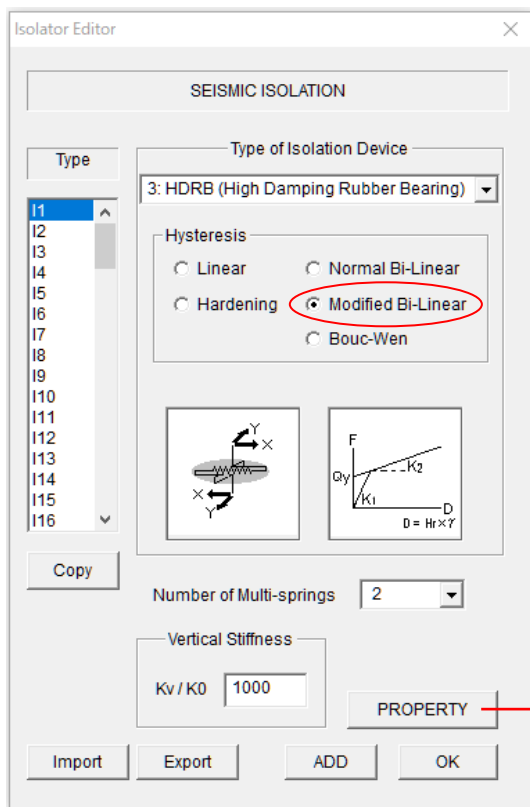 Isolator Editor
SEISMIC ISOLATION
Type
I1
I2
I3
I4
I5
I6
I7
I8
I9
I10
I11
I12
I13
I14
I15
I16
Copy
Type of Isolation Device
3: HDRB (High Damping Rubber Bearing)
Hysteresis
Linear
Normal Bi-Linear
Hardening
Modified Bi-Linear
Bouc-Wen
Y
X
X
Y
F
Qy
K2
K1
D
D = Hr×γ
Number of Multi-springs
2
Vertical Stiffness
Kv / K0
1000
PROPERTY
Import
Export
ADD
OK